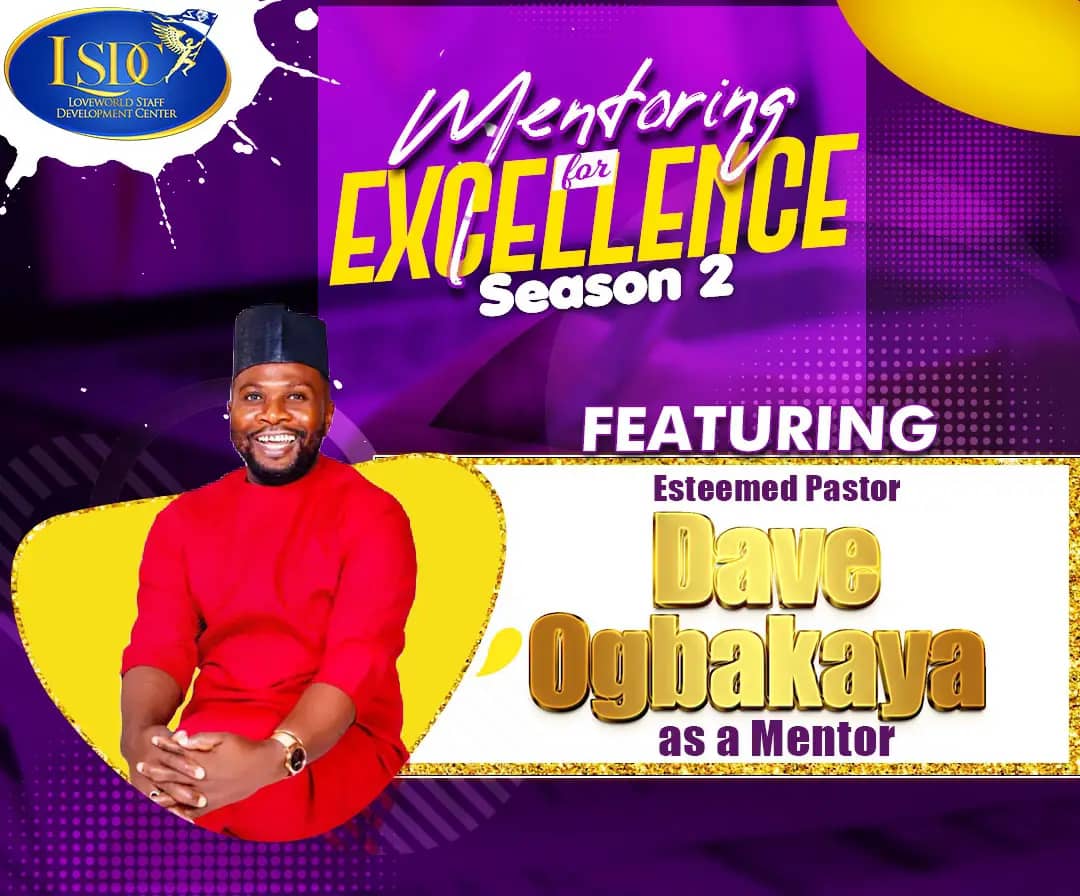 LSDC
LOVEWORLD STAFF
DEVELOPMENT CENTER
Mentoring
for
EXCELLENCE
Season 2
FEATURING
Esteemed Pastor
Dave
Ogbakaya
as a Mentor